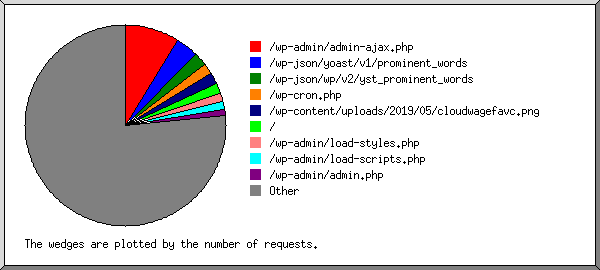 /wp-admin/admin-ajax.php
/wp-json/yoast/v1/prominent_words
/wp-json/wp/v2/yst_prominent_words
/wp-cron.php
/wp-content/uploads/2019/05/cloudwagefavc.png
/
/wp-admin/load-styles.php
/wp-admin/load-scripts.php
/wp-admin/admin.php
Other
The wedges are plotted by the number of requests.